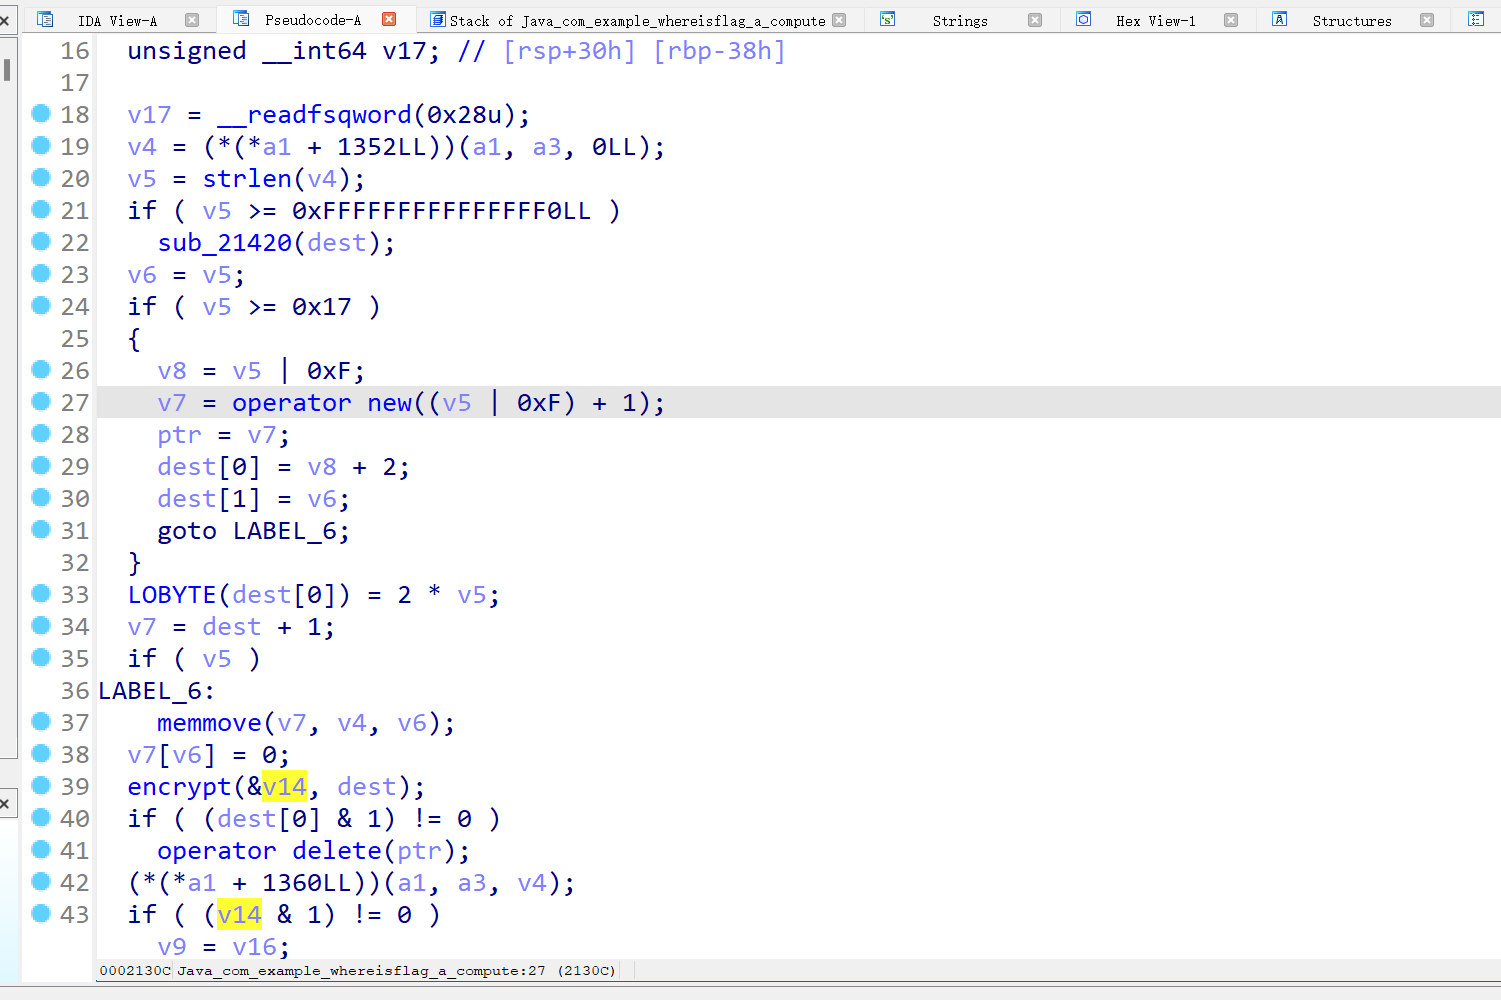 IDA View-A Pseudocode-A Stack of Java_com_example_whereisflag_a_compute Strings Hex View-1 Structures
16 unsigned __int64 v17; // [rsp+30h] [rbp-38h]
17
18 v17 = __readfsqword(0x28u);
19 v4 = (*(*a1 + 1352LL))(a1, a3, 0LL);
20 v5 = strlen(v4);
21 if ( v5 >= 0xFFFFFFFFFFFFFFF0LL )
22 sub_21420(dest);
23 v6 = v5;
24 if ( v5 >= 0x17 )
25 {
26 v8 = v5 | 0xF;
27 v7 = operator new((v5 | 0xF) + 1);
28 ptr = v7;
29 dest[0] = v8 + 2;
30 dest[1] = v6;
31 goto LABEL_6;
32 }
33 LOBYTE(dest[0]) = 2 * v5;
34 v7 = dest + 1;
35 if ( v5 )
36 LABEL_6:
37 memmove(v7, v4, v6);
38 v7[v6] = 0;
39 encrypt(&v14, dest);
40 if ( (dest[0] & 1) != 0 )
41 operator delete(ptr);
42 (*(*a1 + 1360LL))(a1, a3, v4);
43 if ( (v14 & 1) != 0 )
v9 = v16;
0002130C Java_com_example_whereisflag_a_compute:27 (2130C)